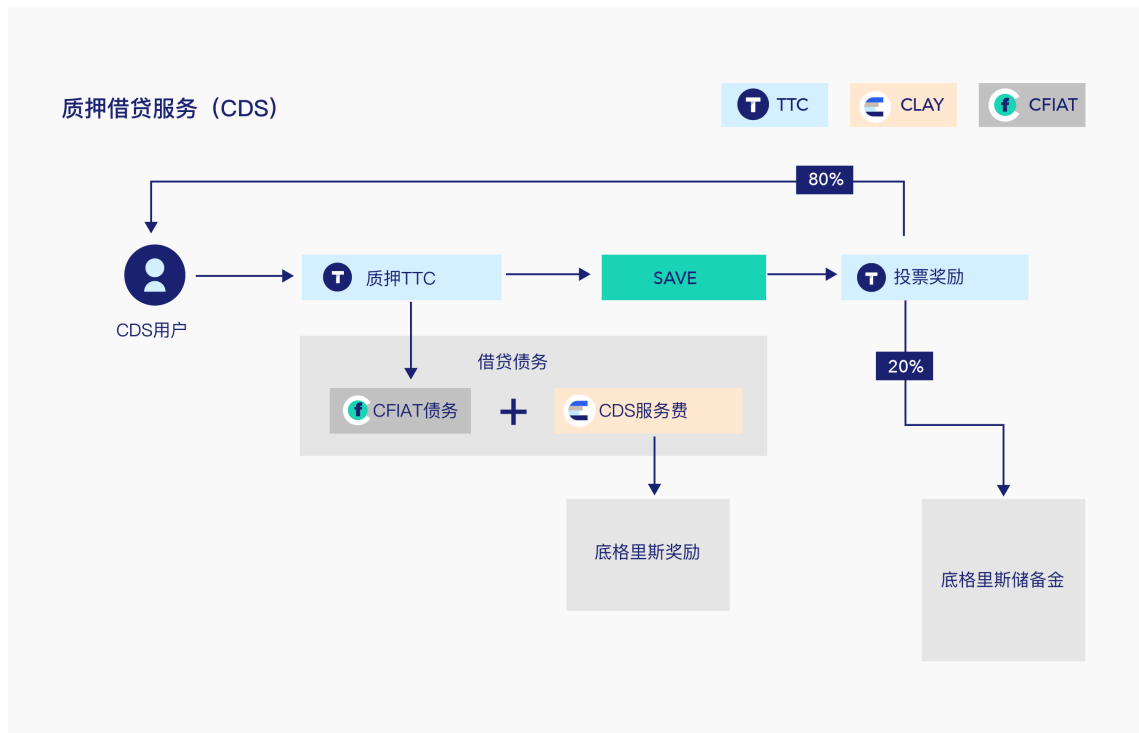 质押借贷服务（CDS）
TTC
CLAY
CFIAT
80%
CDS用户
质押TTC
SAVE
投票奖励
借贷债务
20%
CFIAT债务
+
CDS服务费
底格里斯奖励
底格里斯储备金